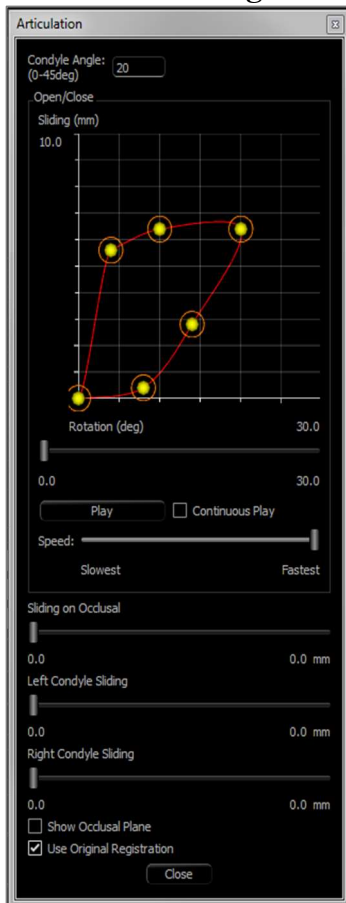 Articulation
Condyle Angle:
(0-45deg) 20
Open/Close
Sliding (mm)
10.0
Rotation (deg) 30.0
0.0 30.0
Play Continuous Play
Speed:
Slowest Fastest
Sliding on Occlusal
0.0 0.0 mm
Left Condyle Sliding
0.0 0.0 mm
Right Condyle Sliding
0.0 0.0 mm
Show Occlusal Plane
Use Original Registration
Close